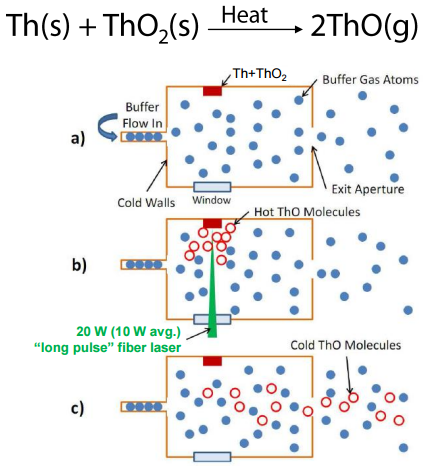 Th(s) + ThO₂(s) Heat 2ThO(g)
Th+ThO₂
Buffer Gas Atoms
Buffer
Flow In
a)
Cold Walls
Window
Exit Aperture
Hot ThO Molecules
b)
20 W (10 W avg.)
“long pulse” fiber laser
Cold ThO Molecules
c)